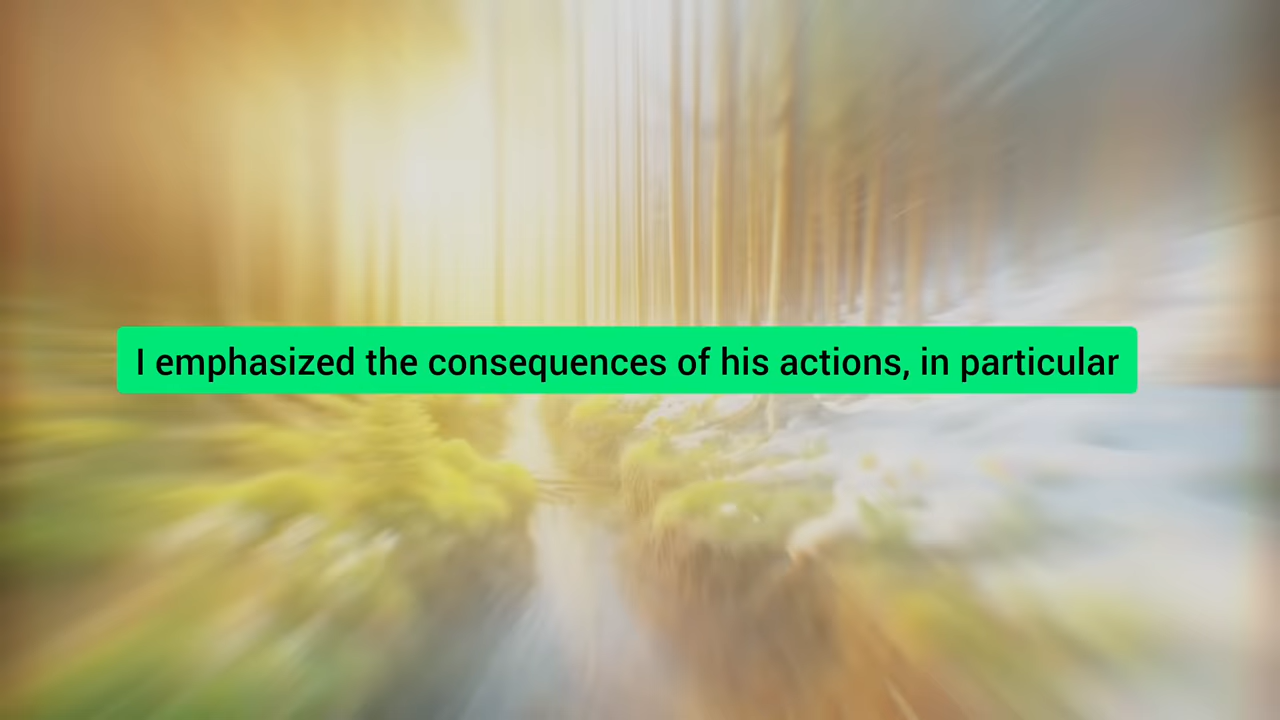 I emphasized the consequences of his actions, in particular